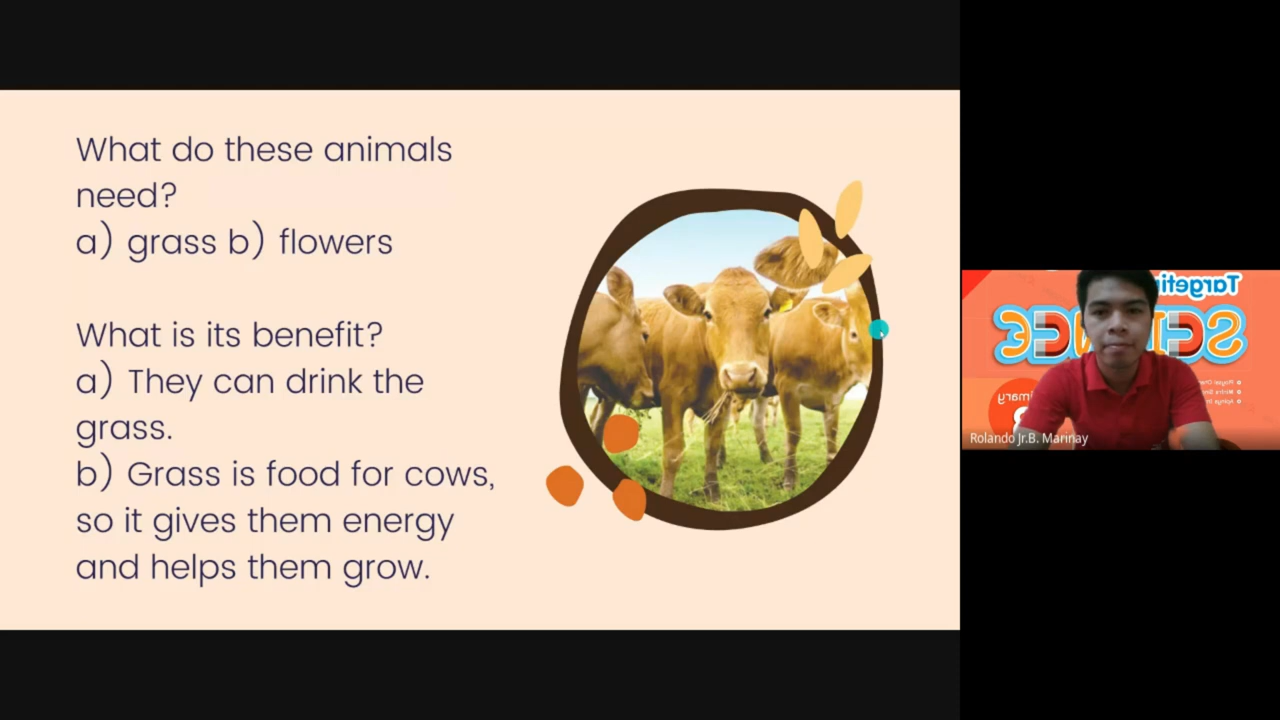 What do these animals
need?
a) grass b) flowers
What is its benefit?
a) They can drink the
grass.
b) Grass is food for cows,
so it gives them energy
and helps them grow.
Rolando Jr.B. Marinay